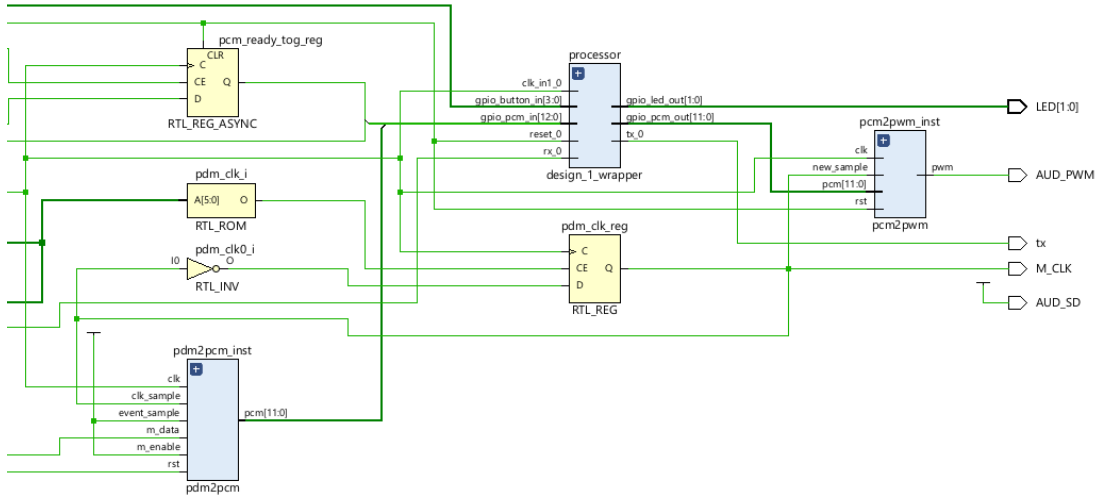 pcm_ready_tog_reg
CLR
C
CE
Q
D
RTL_REG_ASYNC
processor
clk_in1_0
gpio_button_in[3:0]
gpio_pcm_in[12:0]
reset_0
rx_0
gpio_led_out[1:0]
gpio_pcm_out[11:0]
tx_0
design_1_wrapper
LED[1:0]
pcm2pwm_inst
clk
new_sample
pcm[11:0]
rst
pwm
pcm2pwm
AUD_PWM
pdm_clk_i
A[5:0]
O
RTL_ROM
pdm_clk0_i
I0
O
RTL_INV
pdm_clk_reg
C
CE
Q
D
RTL_REG
tx
M_CLK
AUD_SD
pdm2pcm_inst
clk
clk_sample
event_sample
m_data
m_enable
rst
pcm[11:0]
pdm2pcm